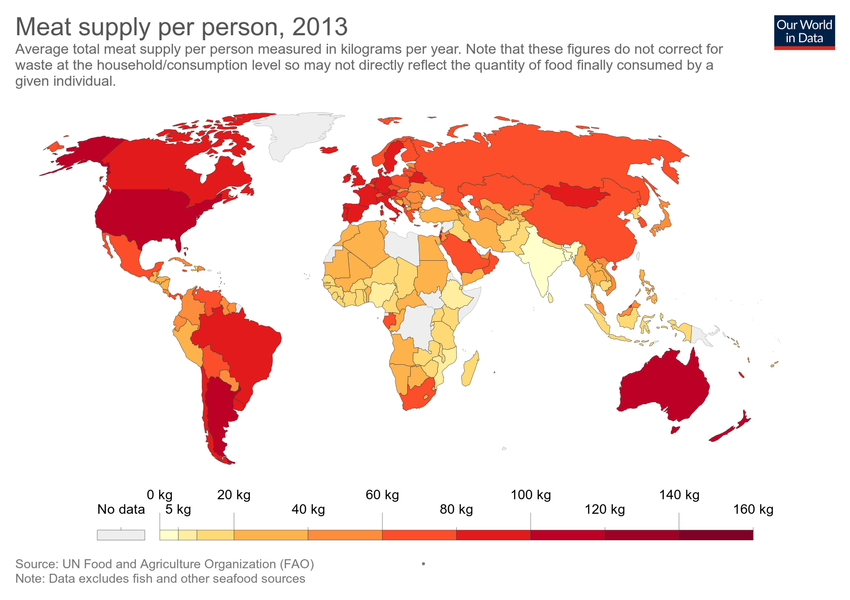 Meat supply per person, 2013
Our World
in Data
Average total meat supply per person measured in kilograms per year. Note that these figures do not correct for
waste at the household/consumption level so may not directly reflect the quantity of food finally consumed by a
given individual.
0 kg 20 kg 60 kg 100 kg 140 kg
No data 5 kg 40 kg 80 kg 120 kg 160 kg
Source: UN Food and Agriculture Organization (FAO)
Note: Data excludes fish and other seafood sources